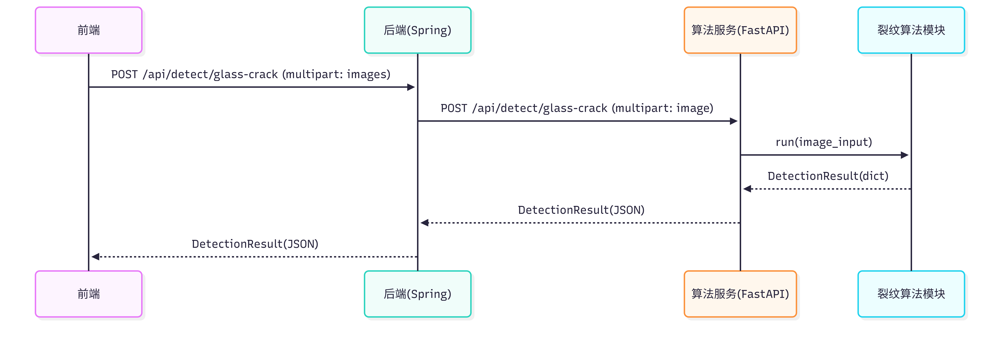 前端
后端(Spring)
算法服务(FastAPI)
裂纹算法模块
POST /api/detect/glass-crack (multipart: images)
POST /api/detect/glass-crack (multipart: image)
run(image_input)
DetectionResult(dict)
DetectionResult(JSON)
DetectionResult(JSON)
前端
后端(Spring)
算法服务(FastAPI)
裂纹算法模块